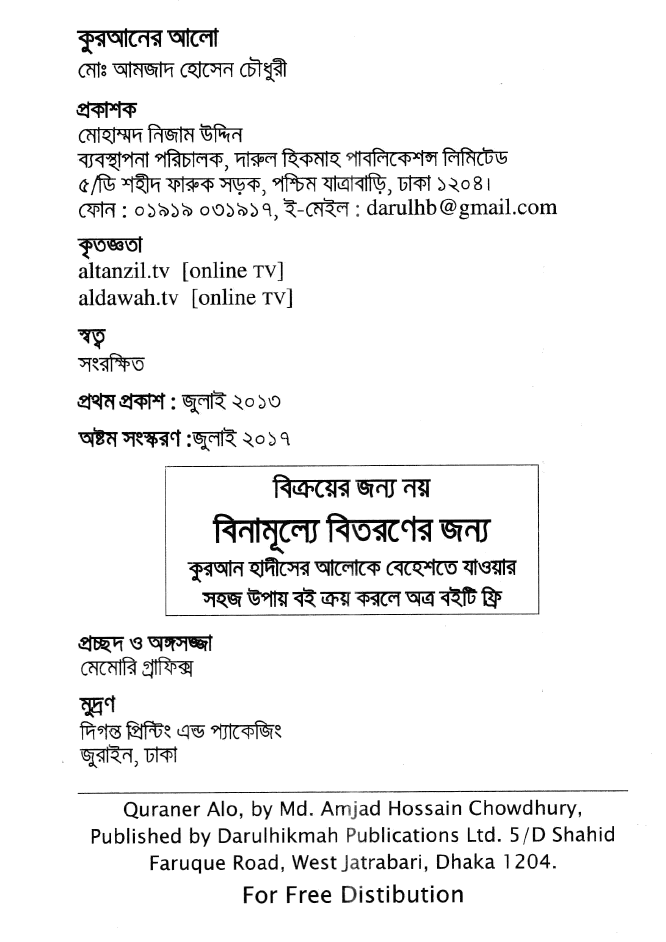 কুরআনের আলো
মোঃ আমজাদ হোসেন চৌধুরী
প্রকাশক
মোহাম্মদ নিজাম উদ্দিন
ব্যবস্থাপনা পরিচালক, দারুল হিকমাহ পাবলিকেশন্স লিমিটেড
৫/ডি শহীদ ফারুক সড়ক, পশ্চিম যাত্রাবাড়ি, ঢাকা ১২০৪।
ফোন : ০১৯১৯ ০৩১৯১৭, ই-মেইল : darulhb@gmail.com
কৃতজ্ঞতা
altanzil.tv [online TV]
aldawah.tv [online TV]
স্বত্ব
সংরক্ষিত
প্রথম প্রকাশ : জুলাই ২০১৩
অষ্টম সংস্করণ :জুলাই ২০১৭
বিক্রয়ের জন্য নয়
বিনামূল্যে বিতরণের জন্য
কুরআন হাদীসের আলোকে বেহেশতে যাওয়ার
সহজ উপায় বই ক্রয় করলে অত্র বইটি ফ্রি
প্রচ্ছদ ও অঙ্গসজ্জা
মেমোরি গ্রাফিক্স
মুদ্রণ
দিগন্ত প্রিন্টিং এন্ড প্যাকেজিং
জুরাইন, ঢাকা
Quraner Alo, by Md. Amjad Hossain Chowdhury,
Published by Darulhikmah Publications Ltd. 5/D Shahid
Faruque Road, West Jatrabari, Dhaka 1204.
For Free Distibution